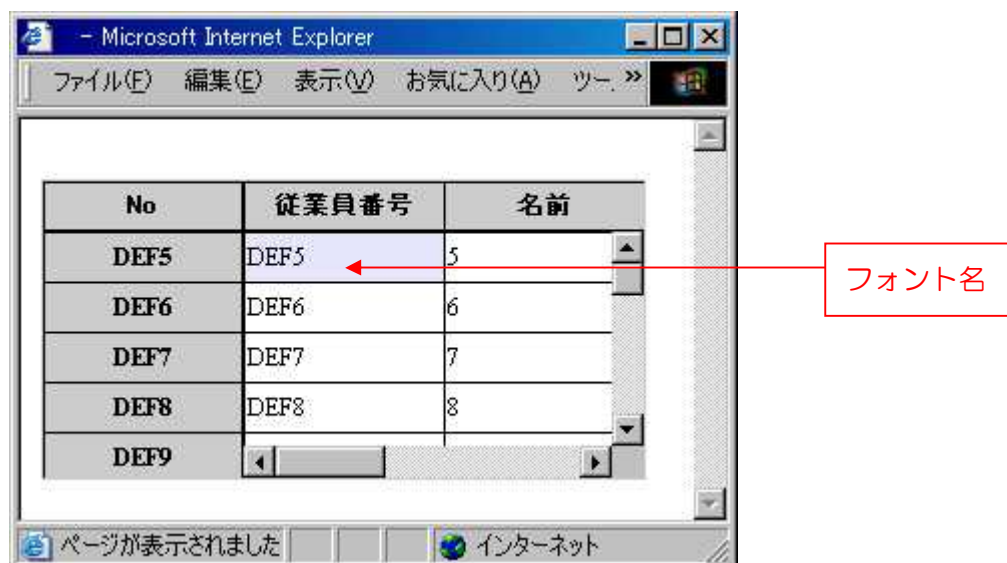 - Microsoft Internet Explorer
ファイル(F) 編集(E) 表示(V) お気に入り(A) ツー. »
No 従業員番号 名前
DEF5 DEF5 5
DEF6 DEF6 6
DEF7 DEF7 7
DEF8 DEF8 8
DEF9
フォント名
ページが表示されました インターネット